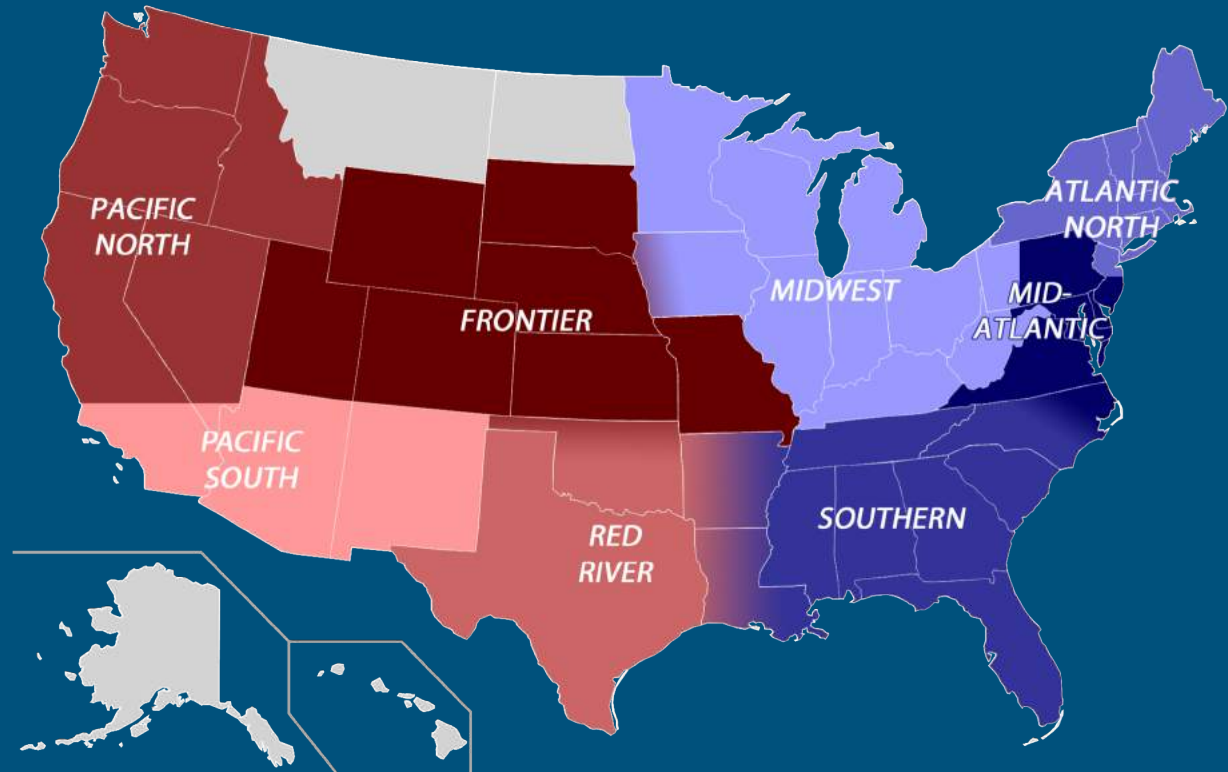 PACIFIC
NORTH
ATLANTIC
NORTH
FRONTIER
MIDWEST
MID-
ATLANTIC
PACIFIC
SOUTH
RED
RIVER
SOUTHERN